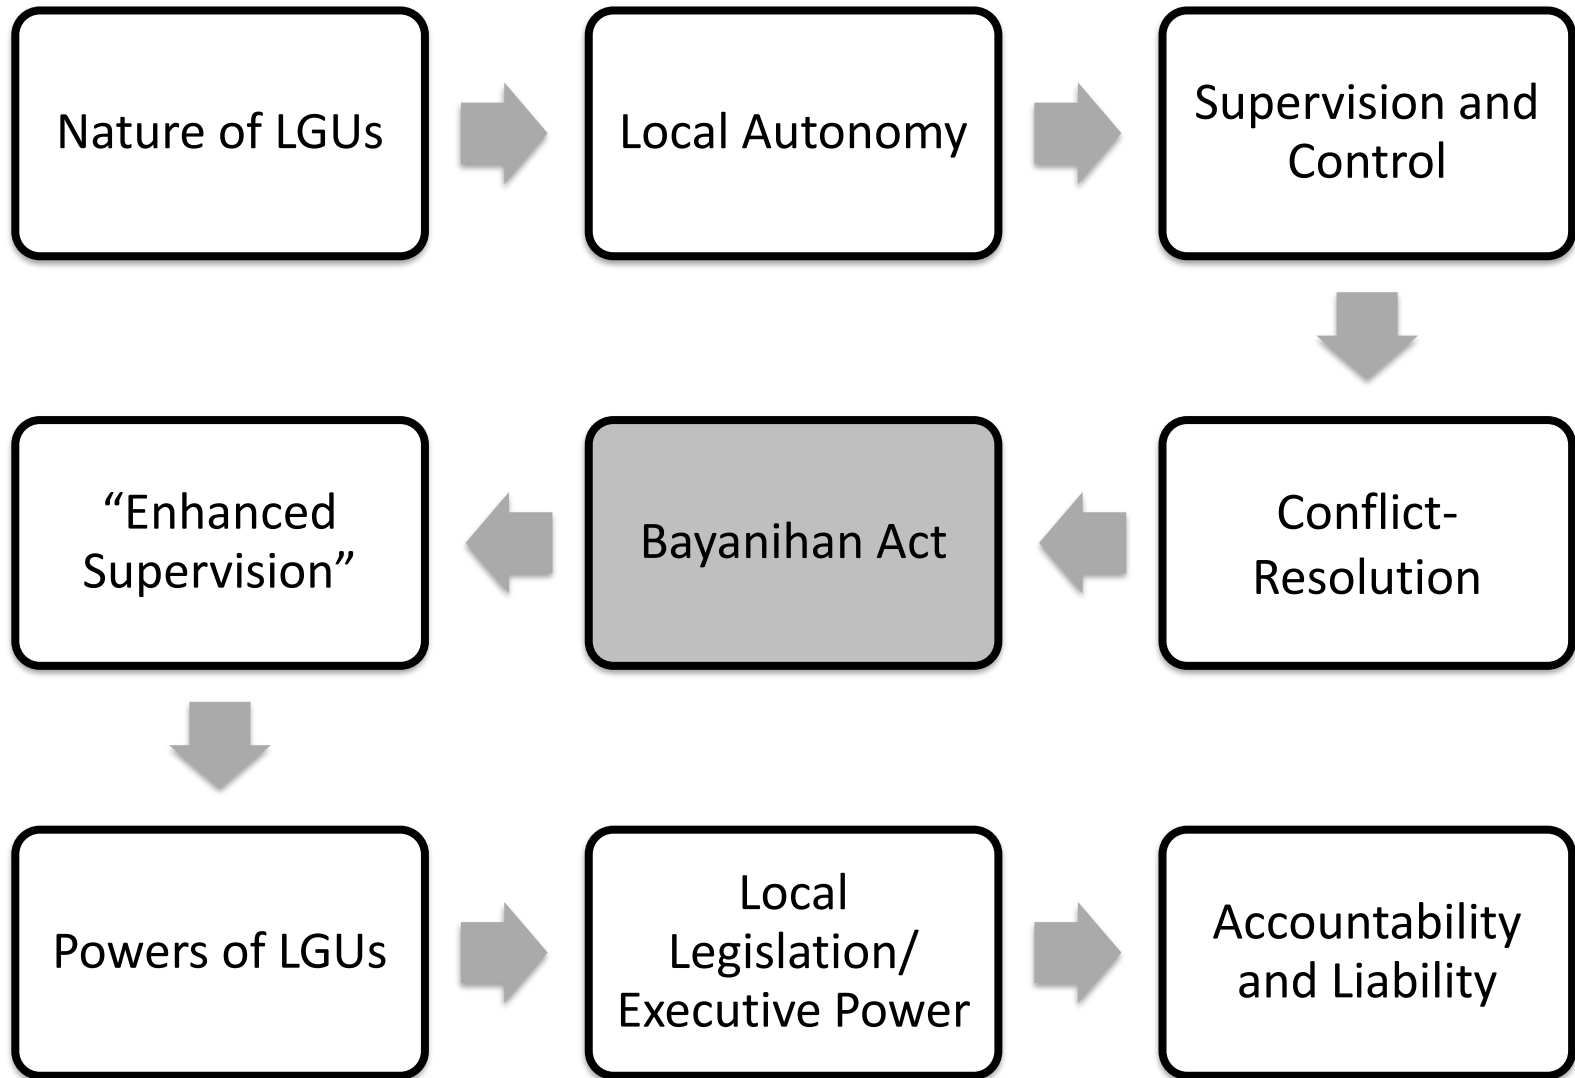 Nature of LGUs
Local Autonomy
Supervision and
Control
Conflict-
Resolution
Bayanihan Act
“Enhanced
Supervision”
Powers of LGUs
Local
Legislation/
Executive Power
Accountability
and Liability